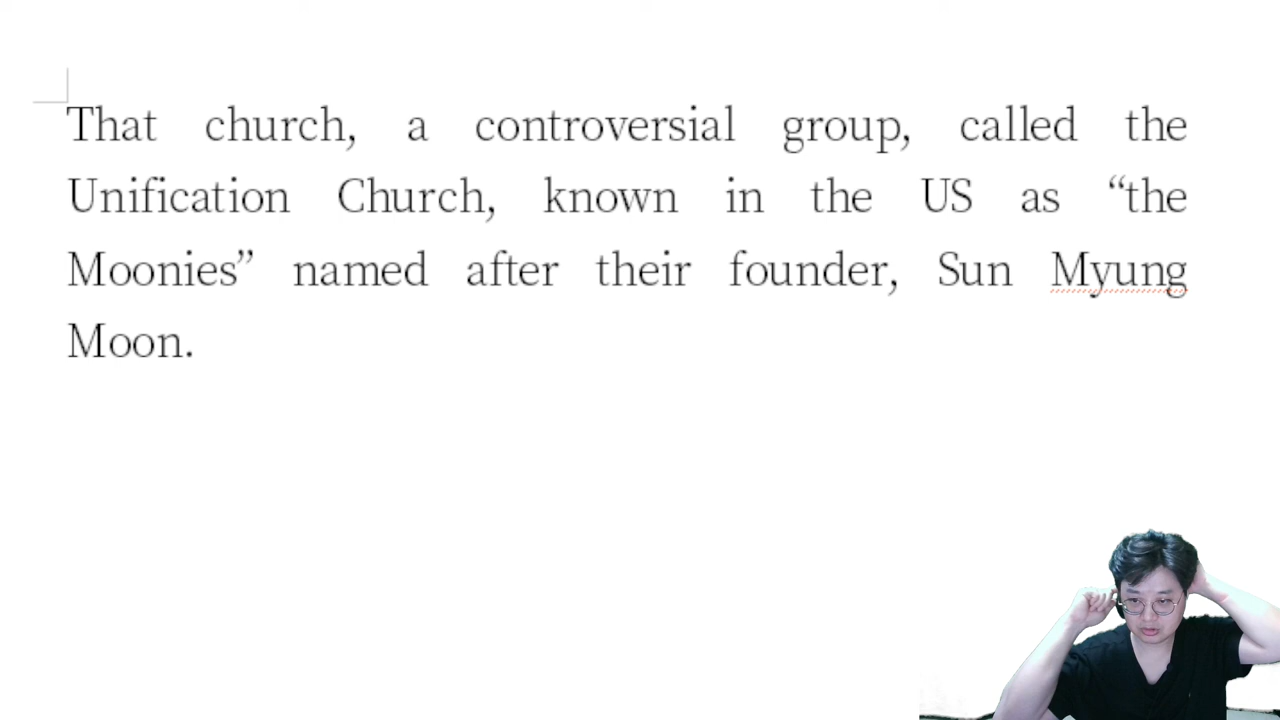 That church, a controversial group, called the
Unification Church, known in the US as “the
Moonies” named after their founder, Sun Myung
Moon.